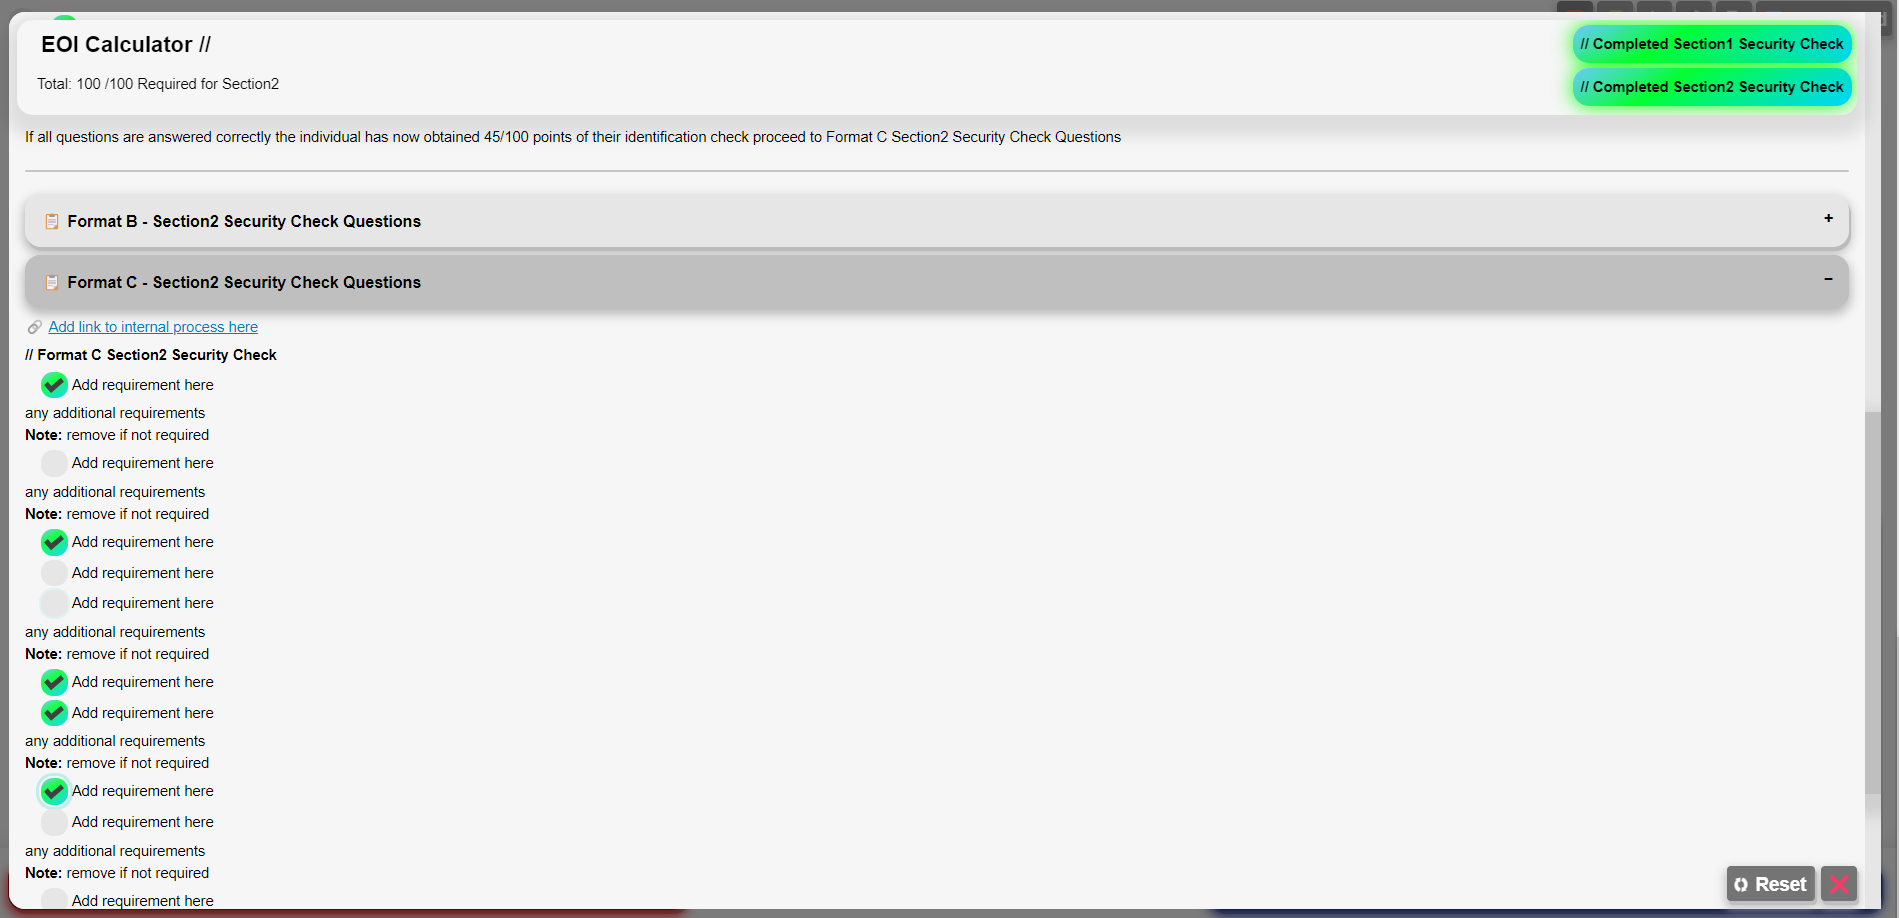 EOI Calculator //
// Completed Section1 Security Check
Total: 100 /100 Required for Section2
// Completed Section2 Security Check
If all questions are answered correctly the individual has now obtained 45/100 points of their identification check proceed to Format C Section2 Security Check Questions
Format B - Section2 Security Check Questions +
Format C - Section2 Security Check Questions −
Add link to internal process here
// Format C Section2 Security Check
Add requirement here
any additional requirements
Note: remove if not required
Add requirement here
any additional requirements
Note: remove if not required
Add requirement here
Add requirement here
Add requirement here
any additional requirements
Note: remove if not required
Add requirement here
Add requirement here
any additional requirements
Note: remove if not required
Add requirement here
Add requirement here
any additional requirements
Note: remove if not required
Add requirement here
Reset